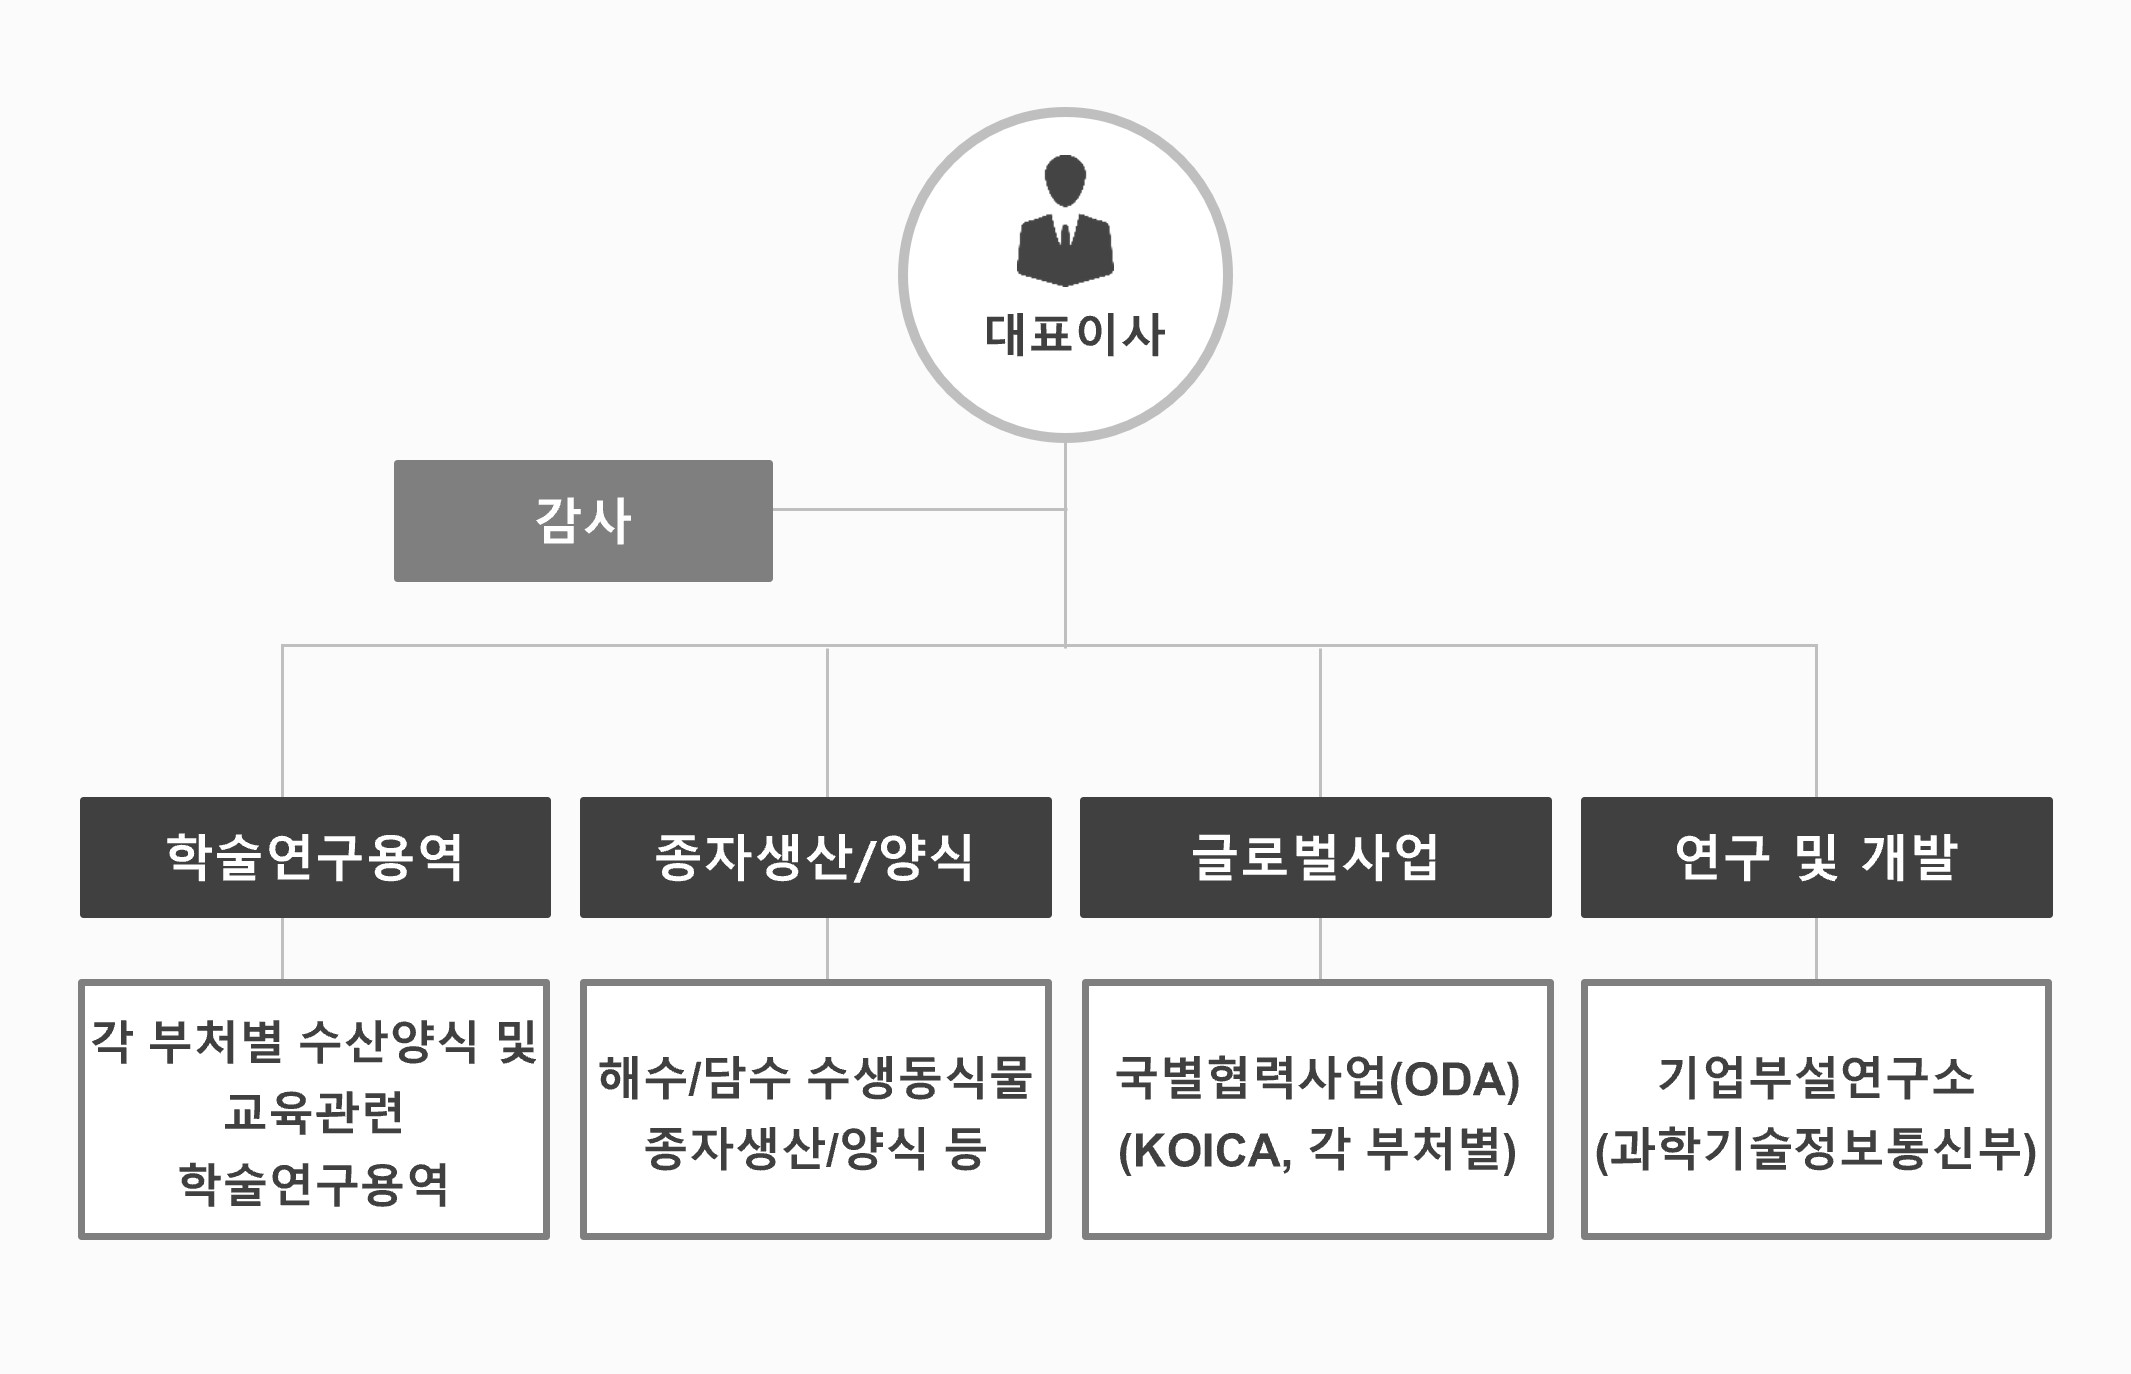 대표이사
감사
학술연구용역
종자생산/양식
글로벌사업
연구 및 개발
각 부처별 수산양식 및
교육관련
학술연구용역
해수/담수 수생동식물
종자생산/양식 등
국별협력사업(ODA)
(KOICA, 각 부처별)
기업부설연구소
(과학기술정보통신부)